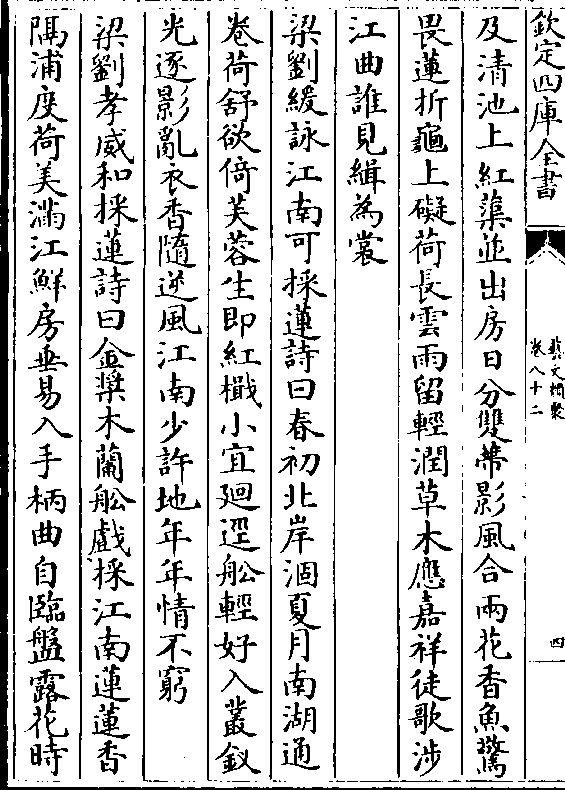 欽定四庫全書
藝文類聚
卷八十二
四
及清池上紅蕖並出房日分雙蔕影風合兩花香魚驚
畏蓮折龜上礙荷長雲雨留輕潤草木應嘉祥徒歌涉
江曲誰見緝為裳
梁劉緩詠江南可採蓮詩曰春初北岸涸夏月南湖通
卷荷舒欲倚芙蓉生即紅檝小宜廻逕舩輕好入叢釵
光逐影亂衣香隨逆風江南少許地年年情不窮
梁劉孝威和採蓮詩曰金槳木蘭舩戲採江南蓮蓮香
隔浦度荷美滿江鮮房垂易入手柄曲自臨盤露花時